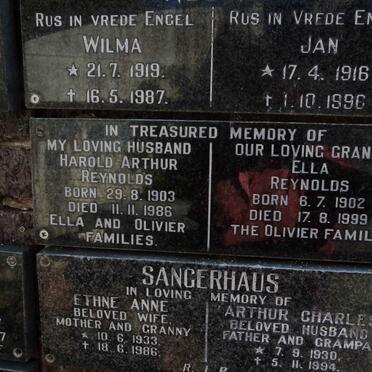 RUS IN VREDE ENGEL
WILMA
* 21.7.1919.
† 16.5.1987.
RUS IN VREDE
JAN
* 17.4.1916
† 1.10.1996
IN TREASURED MEMORY OF
MY LOVING HUSBAND
HAROLD ARTHUR
REYNOLDS
BORN 29.8.1903
DIED 11.11.1986
ELLA AND OLIVIER
FAMILIES.
OUR LOVING GRAN
ELLA
REYNOLDS
BORN 6.7.1902
DIED 17.8.1999
THE OLIVIER FAMIL
SANGERHAUS
IN LOVING MEMORY OF
ETHNE ANNE
BELOVED WIFE,
MOTHER AND GRANNY
* 10.6.1933.
† 18.6.1986.
ARTHUR CHARLES
BELOVED HUSBAND
FATHER AND GRAMPA
* 7.9.1930.
† 5.11.1994.
R.I.P.